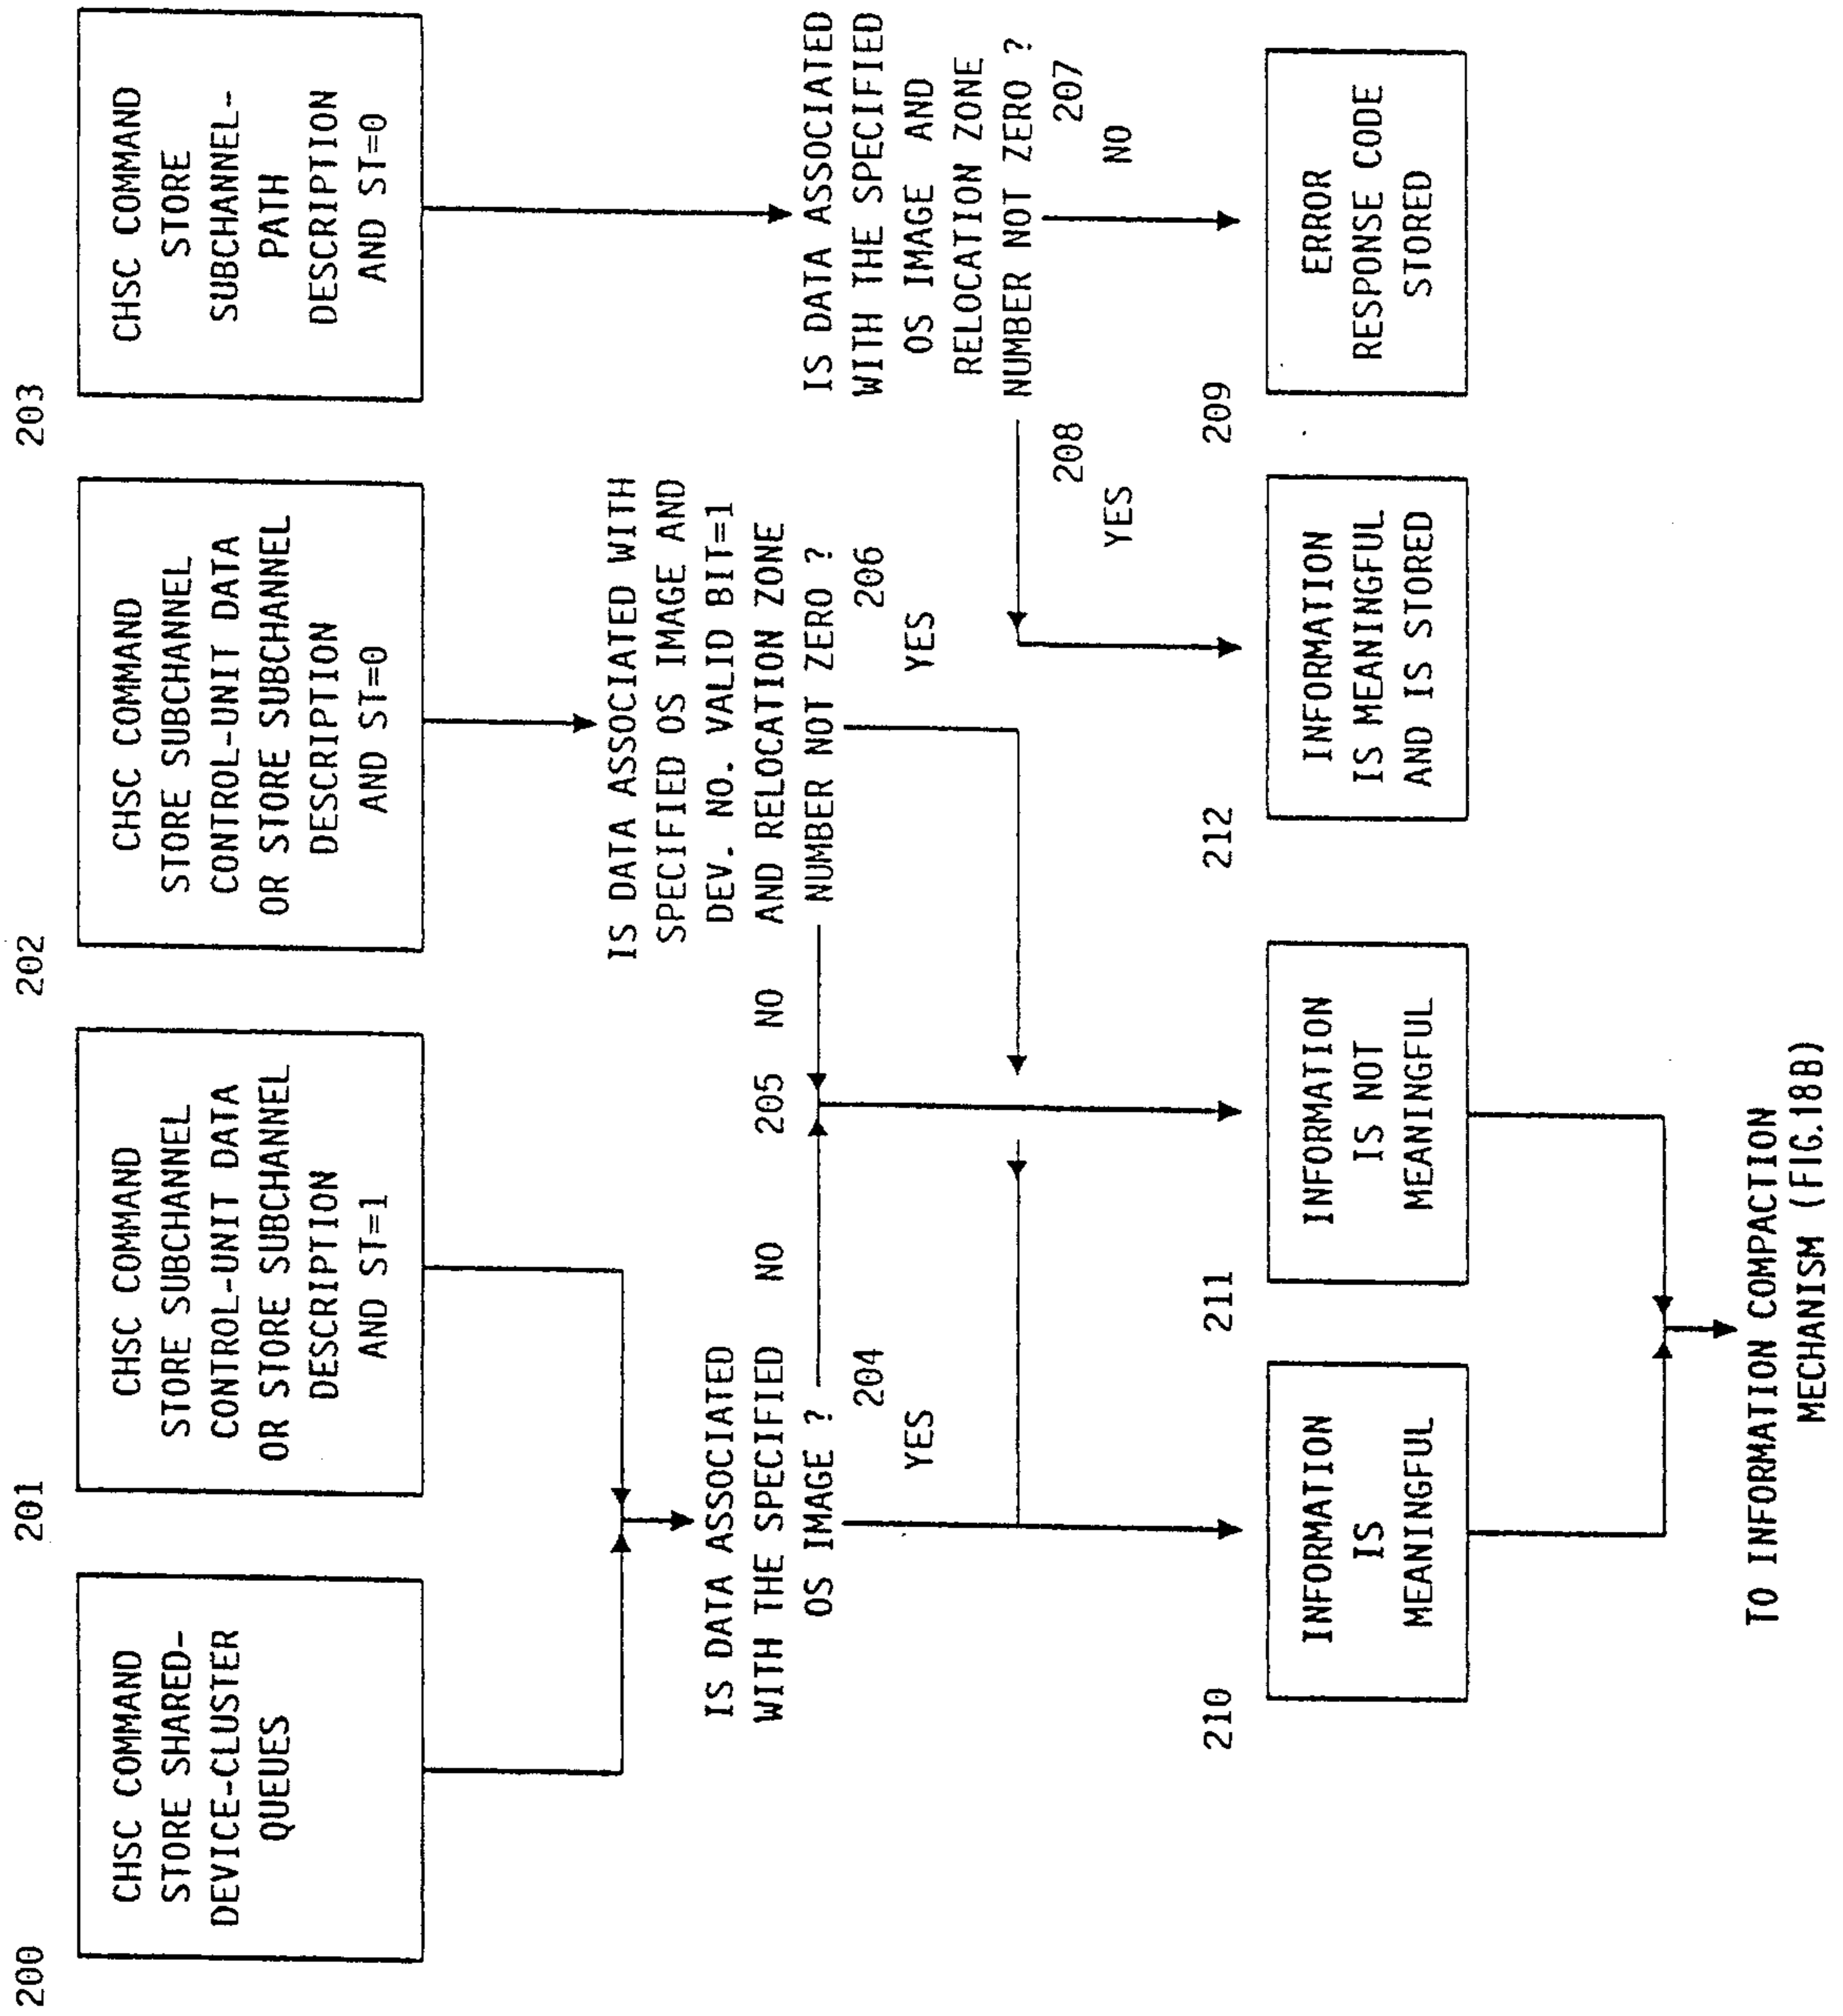 200
CHSC COMMAND
STORE SHARED-
DEVICE-CLUSTER
QUEUES
201
CHSC COMMAND
STORE SUBCHANNEL
CONTROL-UNIT DATA
OR STORE SUBCHANNEL
DESCRIPTION
AND ST=1
202
CHSC COMMAND
STORE SUBCHANNEL
CONTROL-UNIT DATA
OR STORE SUBCHANNEL
DESCRIPTION
AND ST=0
203
CHSC COMMAND
STORE
SUBCHANNEL-
PATH
DESCRIPTION
AND ST=0
IS DATA ASSOCIATED
WITH THE SPECIFIED
OS IMAGE ?
NO
204
YES
205
NO
IS DATA ASSOCIATED WITH
SPECIFIED OS IMAGE AND
DEV. NO. VALID BIT=1
AND RELOCATION ZONE
NUMBER NOT ZERO ?
206
YES
IS DATA ASSOCIATED
WITH THE SPECIFIED
OS IMAGE AND
RELOCATION ZONE
NUMBER NOT ZERO ?
207
NO
208
YES
210
INFORMATION
IS
MEANINGFUL
211
INFORMATION
IS NOT
MEANINGFUL
212
INFORMATION
IS MEANINGFUL
AND IS STORED
209
ERROR
RESPONSE CODE
STORED
TO INFORMATION COMPACTION
MECHANISM (FIG.18B)